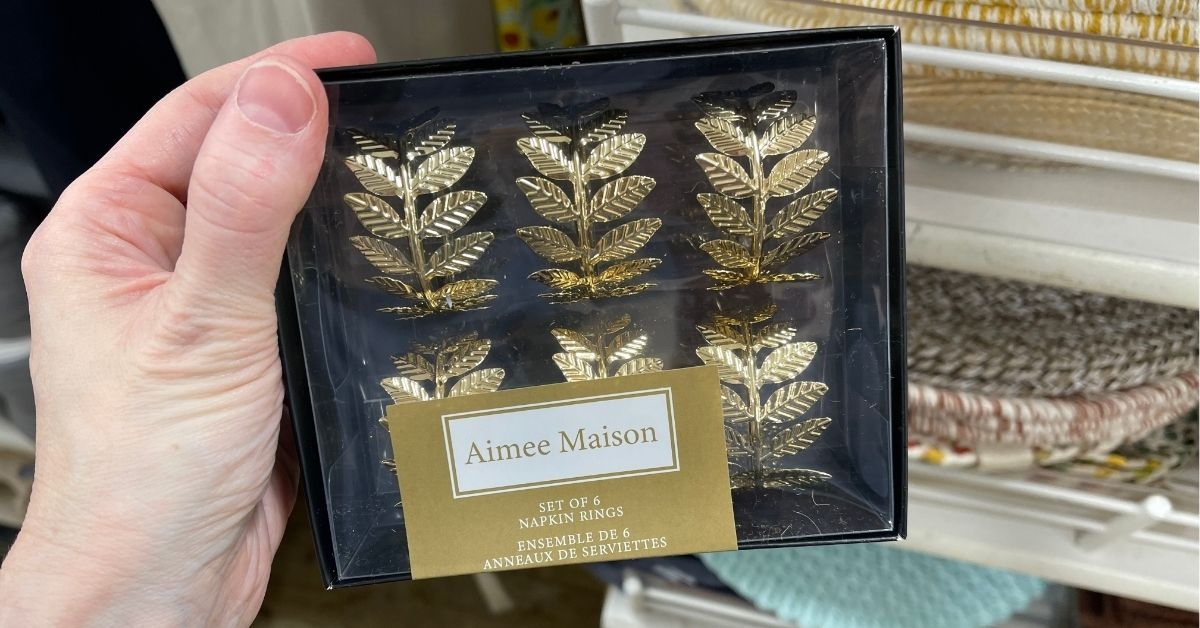 Aimee Maison
SET OF 6
NAPKIN RINGS
ENSEMBLE DE 6
ANNEAUX DE SERVIETTES